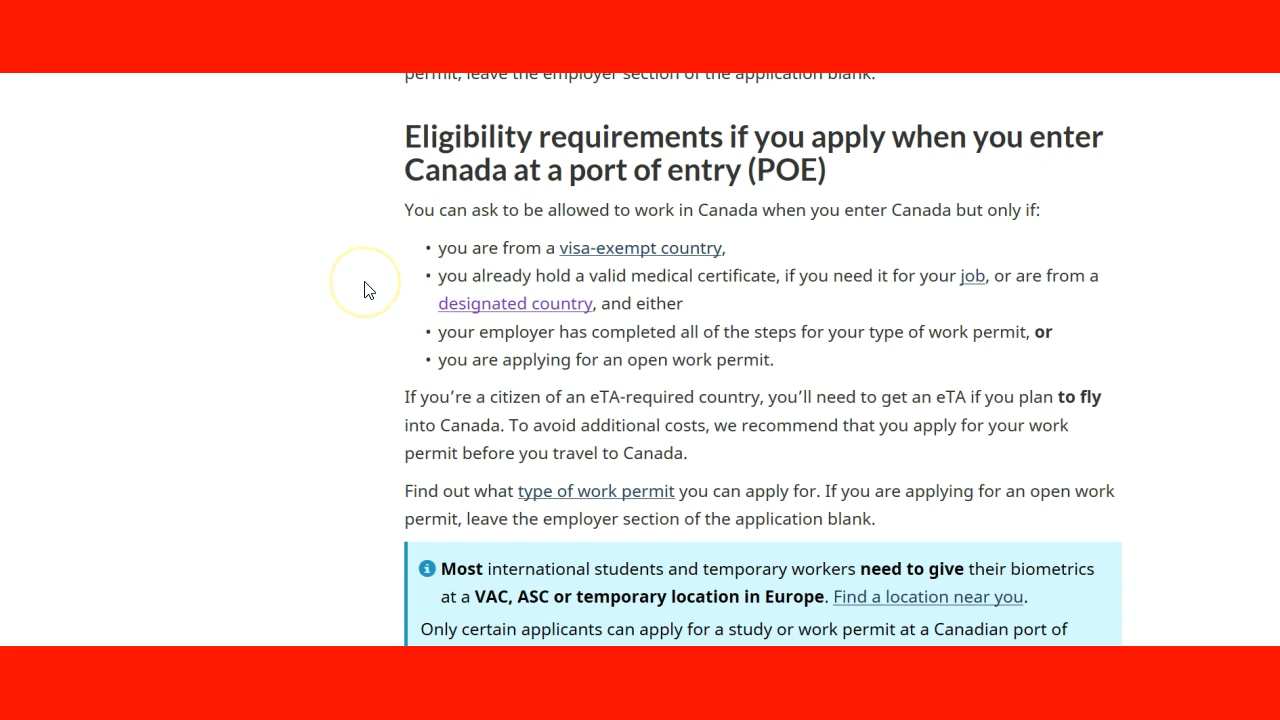 permit, leave the employer section of the application blank.
Eligibility requirements if you apply when you enter
Canada at a port of entry (POE)
You can ask to be allowed to work in Canada when you enter Canada but only if:
• you are from a visa-exempt country,
• you already hold a valid medical certificate, if you need it for your job, or are from a
designated country, and either
• your employer has completed all of the steps for your type of work permit, or
• you are applying for an open work permit.
If you’re a citizen of an eTA-required country, you’ll need to get an eTA if you plan to fly
into Canada. To avoid additional costs, we recommend that you apply for your work
permit before you travel to Canada.
Find out what type of work permit you can apply for. If you are applying for an open work
permit, leave the employer section of the application blank.
Most international students and temporary workers need to give their biometrics
at a VAC, ASC or temporary location in Europe. Find a location near you.
Only certain applicants can apply for a study or work permit at a Canadian port of